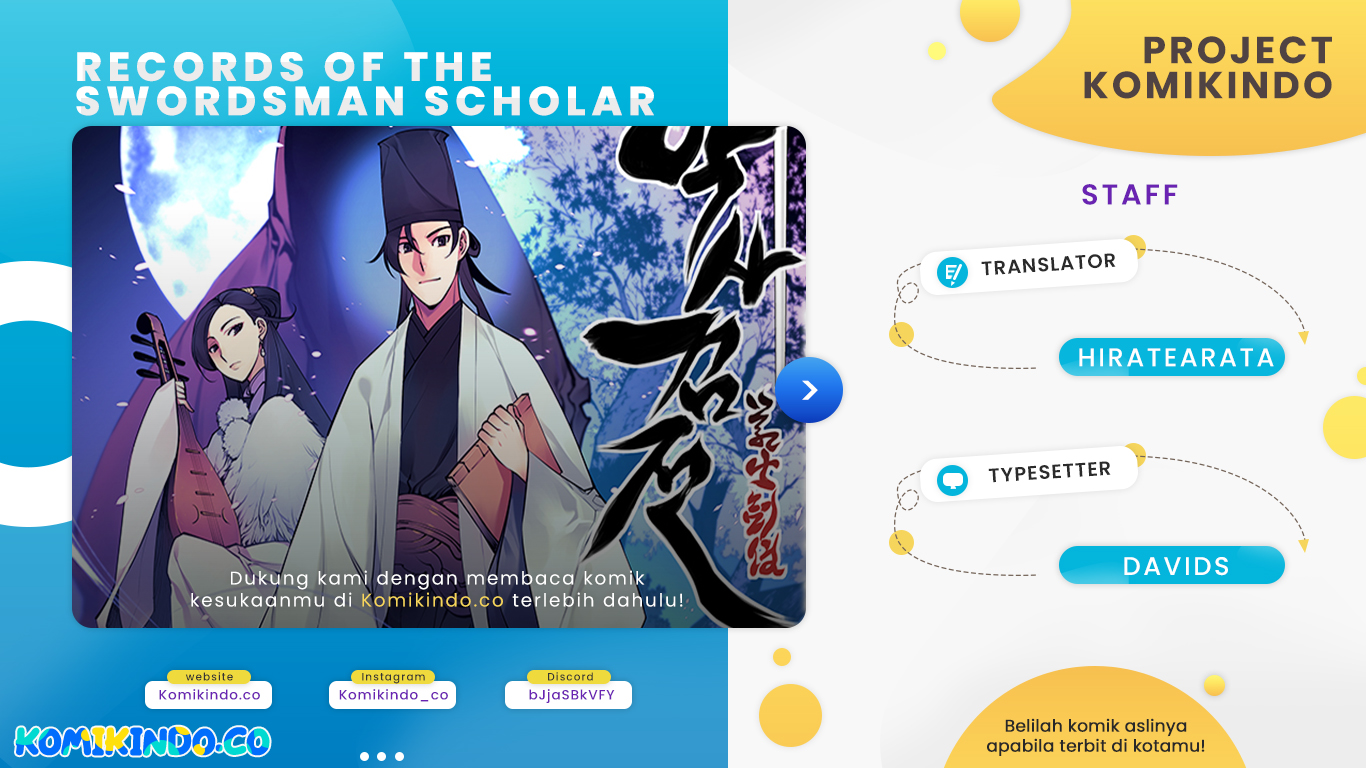 RECORDS OF THE
SWORDSMAN SCHOLAR
Dukung kami dengan membaca komik
kesukaanmu di Komikindo.co terlebih dahulu!
website
Komikindo.co
Instagram
Komikindo_co
Discord
bJjaSBkVFY
KOMIKINDO.CO
PROJECT
KOMIKINDO
STAFF
TRANSLATOR
HIRATEARATA
TYPESETTER
DAVIDS
Belilah komik aslinya
apabila terbit di kotamu!